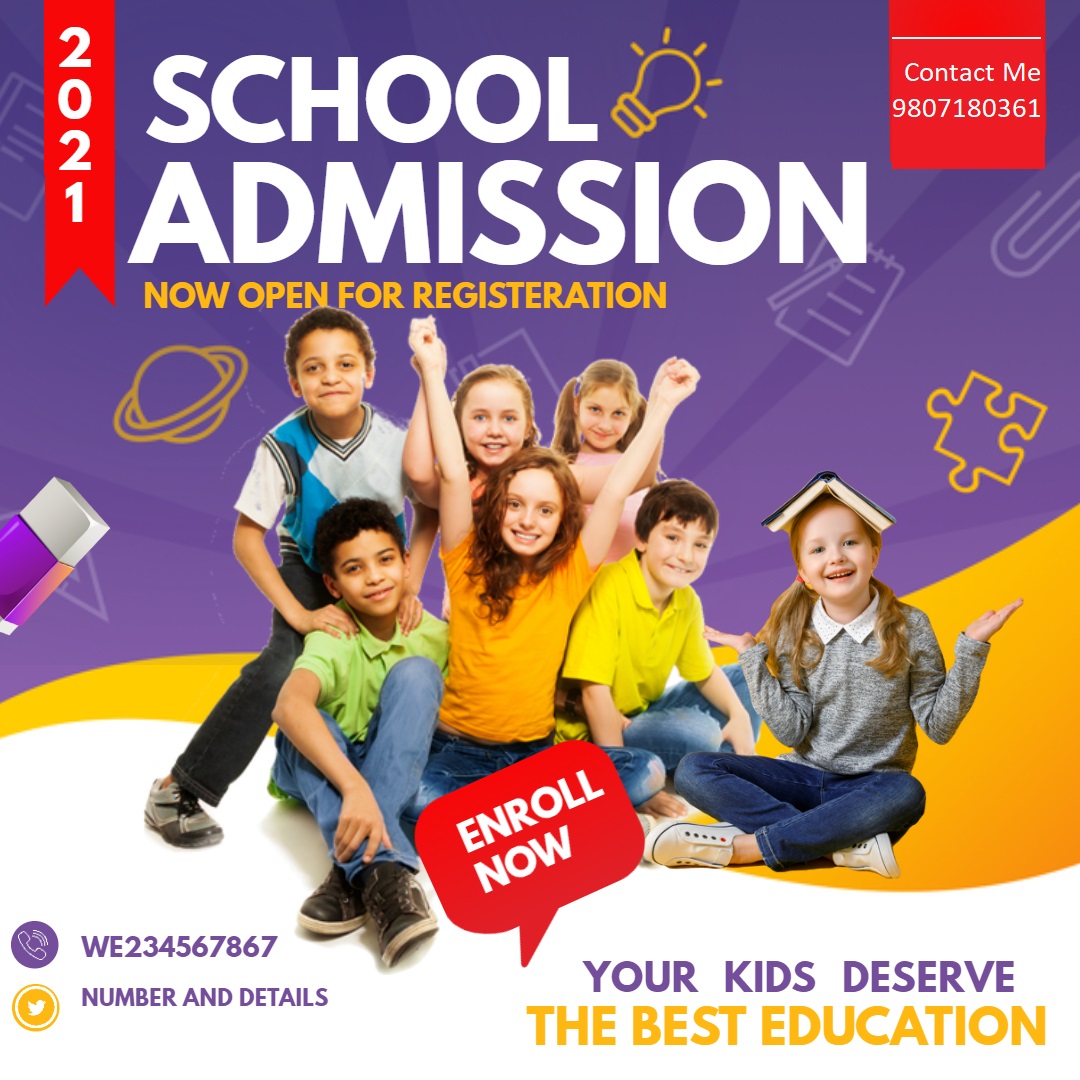 2021
SCHOOL
ADMISSION
NOW OPEN FOR REGISTERATION
Contact Me
9807180361
ENROLL
NOW
WE234567867
NUMBER AND DETAILS
YOUR KIDS DESERVE
THE BEST EDUCATION